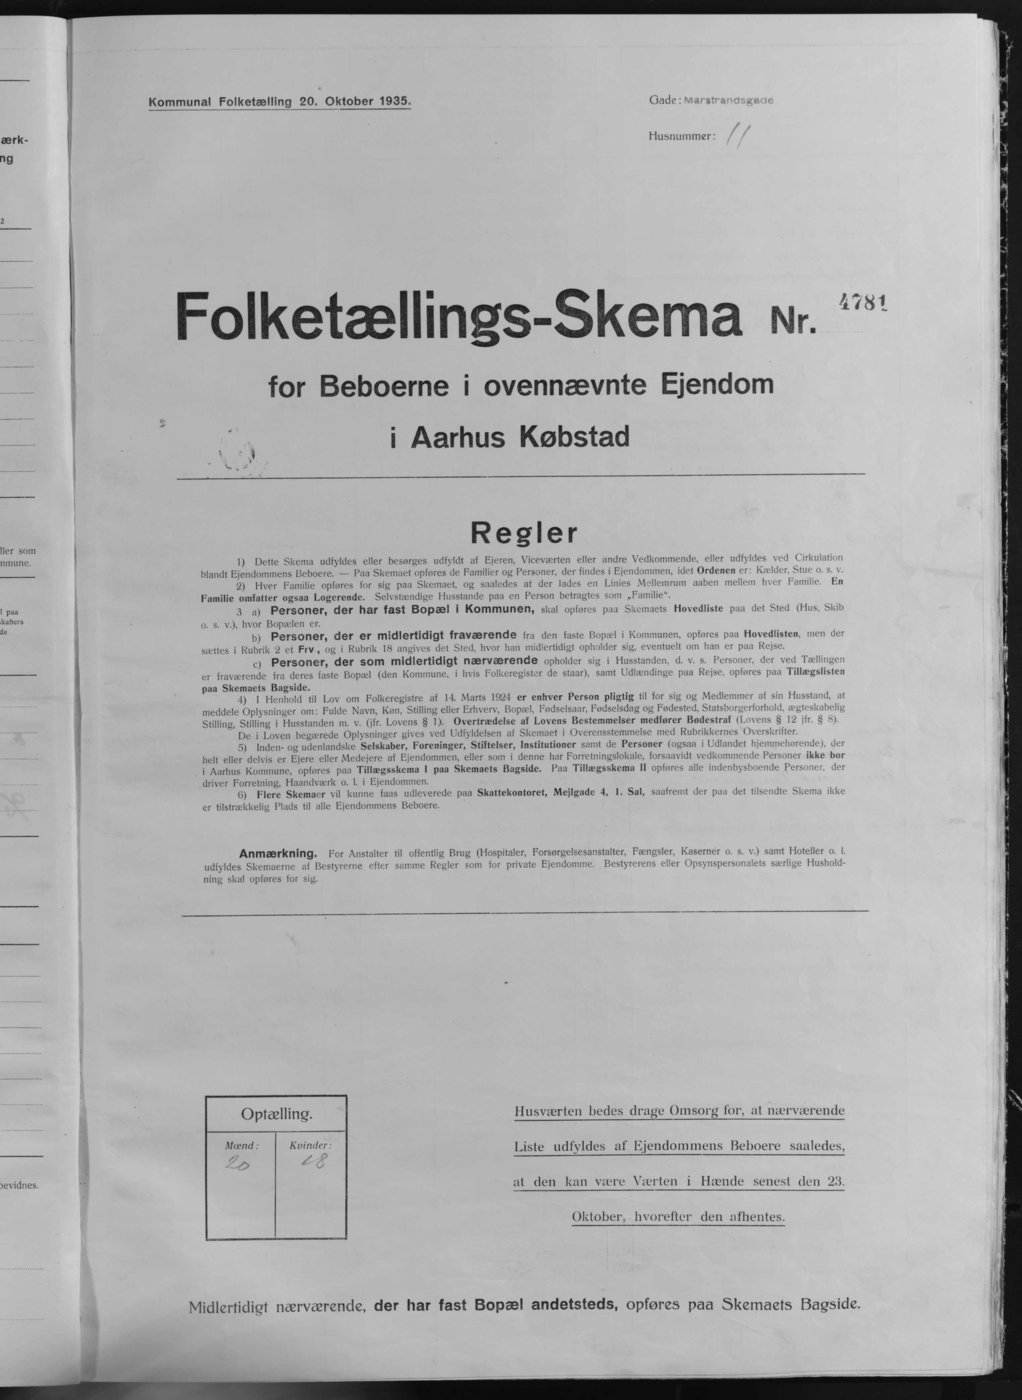 Kommunal Folketælling 20. Oktober 1935.
Gade: Marstrandsgade
Husnummer: 11
Folketællings-Skema Nr. 4781
for Beboerne i ovennævnte Ejendom
i Aarhus Købstad
Regler
1) Dette Skema udfyldes eller besørges udfyldt af Ejeren, Viceværten eller andre Vedkommende, eller udfyldes ved Cirkulation
blandt Ejendommens Beboere. — Paa Skemaet opføres de Familier og Personer, der findes i Ejendommen, idet Ordenen er: Kælder, Stue o. s. v.
2) Hver Familie opføres for sig paa Skemaet, og saaledes at der lades en Linies Mellemrum aaben mellem hver Familie. En
Familie omfatter ogsaa Logerende. Selvstændige Husstande paa en Person betragtes som „Familie“.
3 a) Personer, der har fast Bopæl i Kommunen, skal opføres paa Skemaets Hovedliste paa det Sted (Hus, Skib
o. s. v.), hvor Bopælen er.
b) Personer, der er midlertidigt fraværende fra den faste Bopæl i Kommunen, opføres paa Hovedlisten, men der
sættes i Rubrik 2 et Frv., og i Rubrik 18 angives det Sted, hvor han midlertidigt opholder sig, eventuelt om han er paa Rejse.
c) Personer, der som midlertidigt nærværende opholder sig i Husstanden, d. v. s. Personer, der ved Tællingen
er fraværende fra deres faste Bopæl (den Kommune, i hvis Folkeregister de staar), samt Udlændinge paa Rejse, opføres paa Tillægslisten
paa Skemaets Bagside.
4) I Henhold til Lov om Folkeregistre af 14. Marts 1924 er enhver Person pligtig til for sig og Medlemmer af sin Husstand, at
meddele Oplysninger om: Fulde Navn, Køn, Stilling eller Erhverv, Bopæl, Fødselsaar, Fødselsdag og Fødested, Statsborgerforhold, ægteskabelig
Stilling, Stilling i Husstanden m. v. (jfr. Lovens § 1). Overtrædelse af Lovens Bestemmelser medfører Bødestraf (Lovens § 12 jfr. § 8).
De i Loven begærede Oplysninger gives ved Udfyldelsen af Skemaet i Overensstemmelse med Rubrikkernes Overskrifter.
5) Inden- og udenlandske Selskaber, Foreninger, Stiftelser, Institutioner samt de Personer (ogsaa i Udlandet hjemmehørende), der
helt eller delvis er Ejere eller Medejere af Ejendommen, eller som i denne har Forretningslokale, forsaavidt vedkommende Personer ikke bor
i Aarhus Kommune, opføres paa Tillægsskema I paa Skemaets Bagside. Paa Tillægsskema II opføres alle indenbysboende Personer, der
driver Forretning, Haandværk o. l. i Ejendommen.
6) Flere Skemaer vil kunne faas udleverede paa Skattekontoret, Mejlgade 4, 1. Sal, saafremt der paa det tilsendte Skema ikke
er tilstrækkelig Plads til alle Ejendommens Beboere.
Anmærkning. For Anstalter til offentlig Brug (Hospitaler, Forsørgelsesanstalter, Fængsler, Kaserner o. s. v.) samt Hoteller o. l.
udfyldes Skemaerne af Bestyrerne efter samme Regler som for private Ejendomme. Bestyrerens eller Opsynspersonalets særlige Hushold-
ning skal opføres for sig.
Optælling.
Mænd: Kvinder:
20 18
Husværten bedes drage Omsorg for, at nærværende
Liste udfyldes af Ejendommens Beboere saaledes,
at den kan være Værten i Hænde senest den 23.
Oktober, hvorefter den afhentes.
Midlertidigt nærværende, der har fast Bopæl andetsteds, opføres paa Skemaets Bagside.